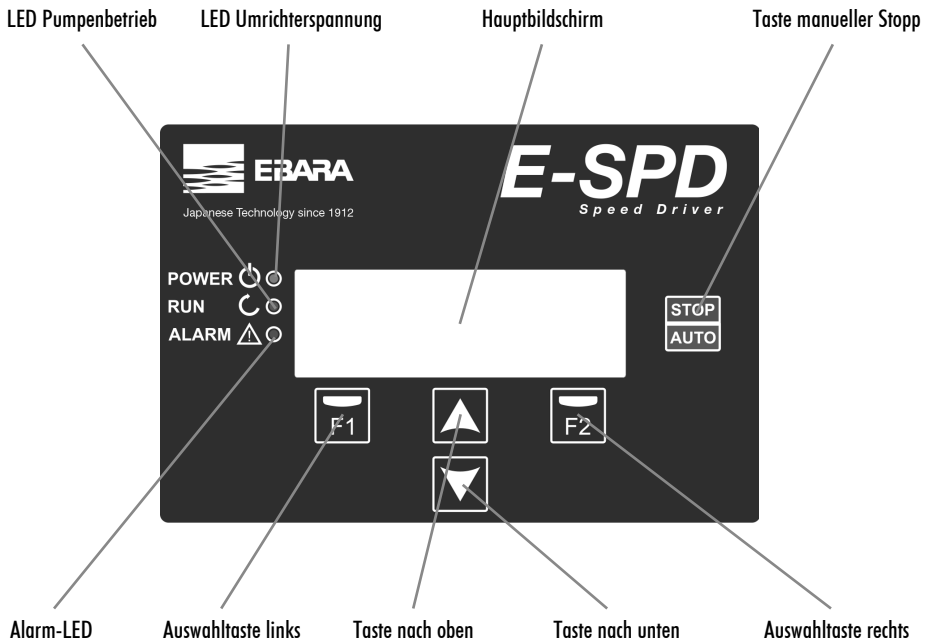 LED Pumpenbetrieb
LED Umrichterspannung
Hauptbildschirm
Taste manueller Stopp
EBARA
Japanese Technology since 1912
E-SPD
Speed Driver
POWER
RUN
ALARM
STOP
AUTO
F1
F2
Alarm-LED
Auswahltaste links
Taste nach oben
Taste nach unten
Auswahltaste rechts